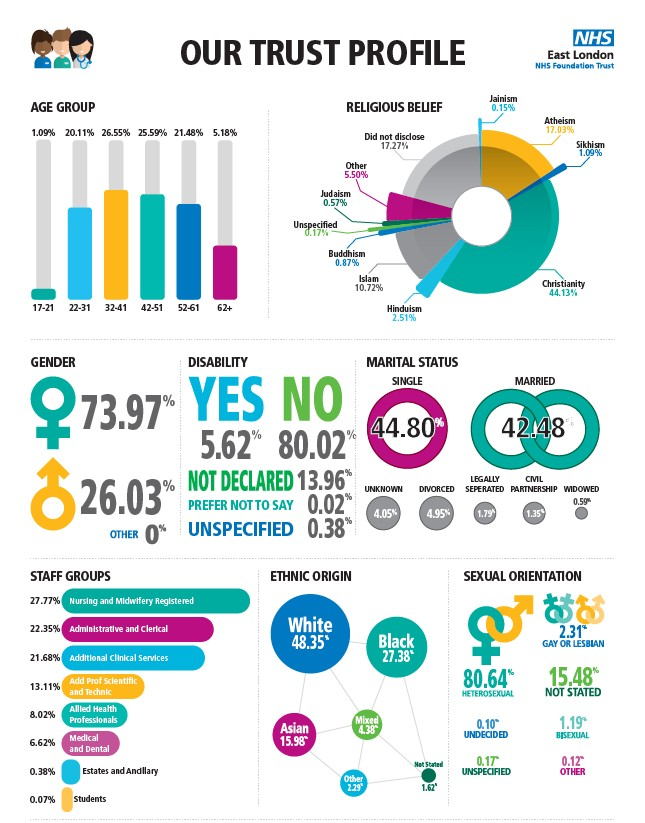 OUR TRUST PROFILE
NHS
East London
NHS Foundation Trust
AGE GROUP
1.09% 20.11% 26.55% 25.59% 21.48% 5.18%
17-21 22-31 32-41 42-51 52-61 62+
RELIGIOUS BELIEF
Jainism
0.15%
Atheism
17.03%
Sikhism
1.09%
Christianity
44.13%
Hinduism
2.51%
Islam
10.72%
Buddhism
0.87%
Unspecified
0.17%
Judaism
0.57%
Other
5.50%
Did not disclose
17.27%
GENDER
73.97%
26.03%
OTHER 0%
DISABILITY
YES NO
5.62% 80.02%
NOT DECLARED 13.96%
PREFER NOT TO SAY 0.02%
UNSPECIFIED 0.38%
MARITAL STATUS
SINGLE
44.80%
MARRIED
42.48%
UNKNOWN
4.05%
DIVORCED
4.95%
LEGALLY
SEPERATED
1.79%
CIVIL
PARTNERSHIP
1.35%
WIDOWED
0.59%
STAFF GROUPS
27.77% Nursing and Midwifery Registered
22.35% Administrative and Clerical
21.68% Additional Clinical Services
13.11% Add Prof Scientific
and Technic
8.02% Allied Health
Professionals
6.62% Medical
and Dental
0.38% Estates and Ancillary
0.07% Students
ETHNIC ORIGIN
White
48.35%
Black
27.38%
Asian
15.98%
Mixed
4.38%
Other
2.29%
Not Stated
1.62%
SEXUAL ORIENTATION
80.64%
HETEROSEXUAL
2.31%
GAY OR LESBIAN
15.48%
NOT STATED
0.10%
UNDECIDED
1.19%
BISEXUAL
0.17%
UNSPECIFIED
0.12%
OTHER